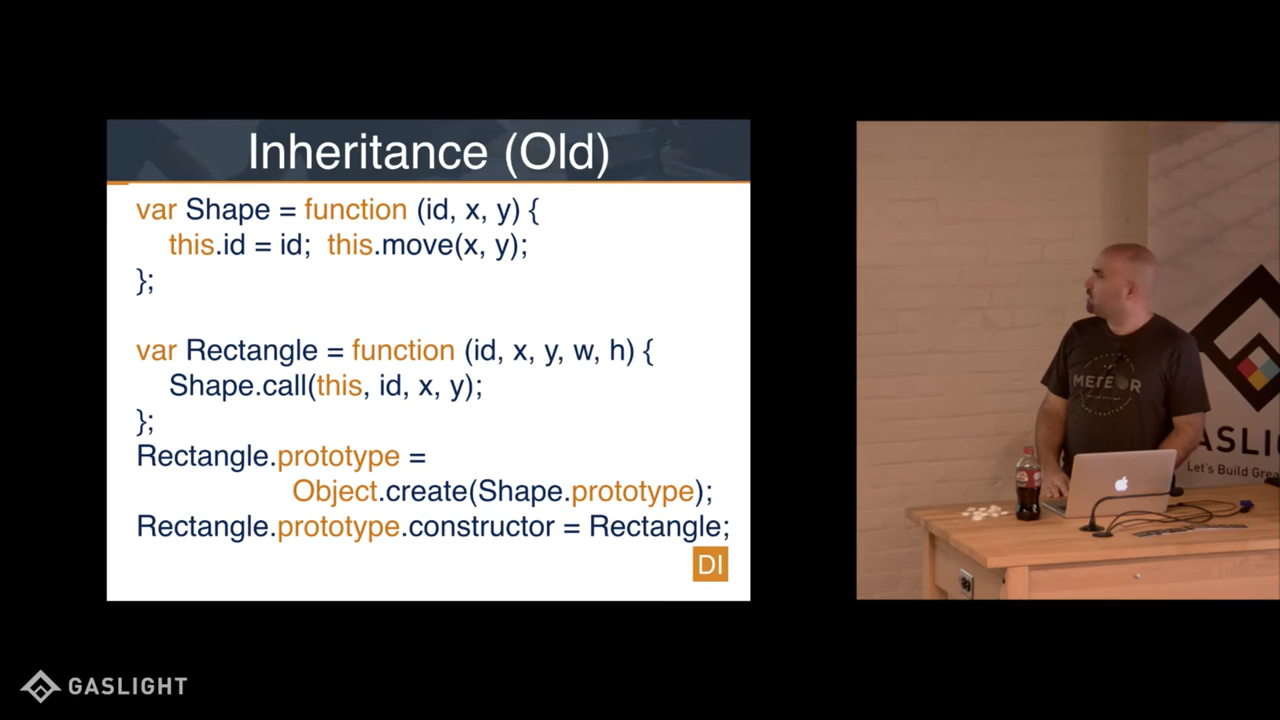 Inheritance (Old)
var Shape = function (id, x, y) {
this.id = id; this.move(x, y);
};
var Rectangle = function (id, x, y, w, h) {
Shape.call(this, id, x, y);
};
Rectangle.prototype =
Object.create(Shape.prototype);
Rectangle.prototype.constructor = Rectangle;
DI
METEOR
ASLIGH
Let's Build Grea
GASLIGHT